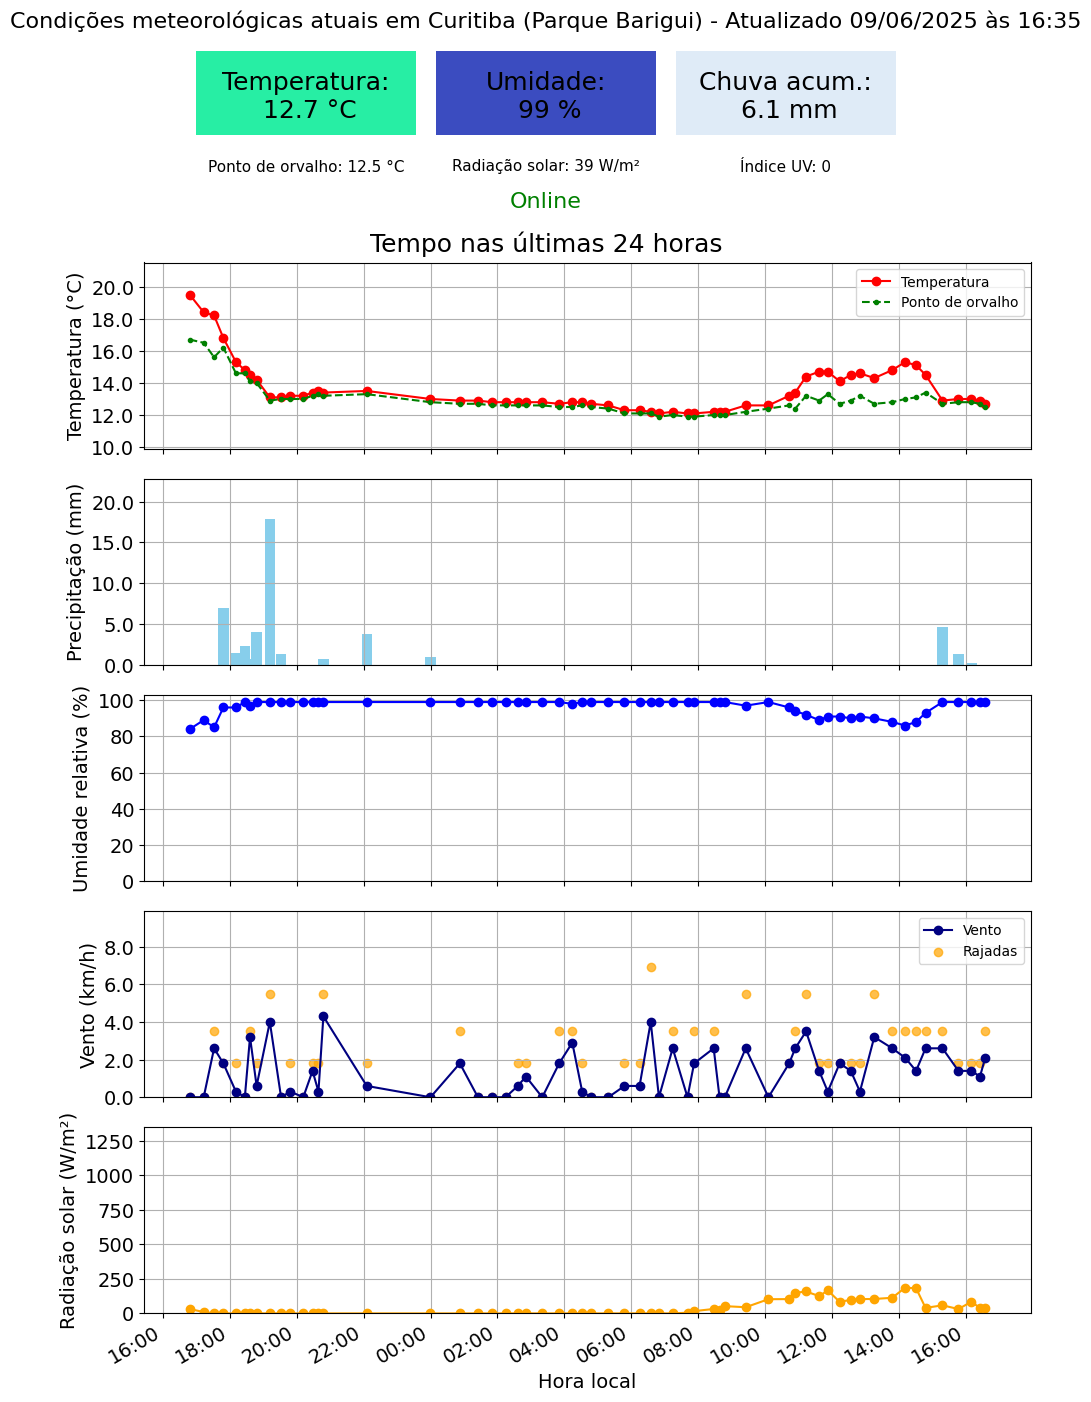 Condições meteorológicas atuais em Curitiba (Parque Barigui) - Atualizado 09/06/2025 às 16:35
Temperatura:
12.7 °C
Umidade:
99 %
Chuva acum.:
6.1 mm
Ponto de orvalho: 12.5 °C
Radiação solar: 39 W/m²
Índice UV: 0
Online
Tempo nas últimas 24 horas
Temperatura (°C)
20.0
18.0
16.0
14.0
12.0
10.0
Temperatura
Ponto de orvalho
Precipitação (mm)
20.0
15.0
10.0
5.0
0.0
Umidade relativa (%)
100
80
60
40
20
0
Vento (km/h)
8.0
6.0
4.0
2.0
0.0
Vento
Rajadas
Radiação solar (W/m²)
1250
1000
750
500
250
0
16:00
18:00
20:00
22:00
00:00
02:00
04:00
06:00
08:00
10:00
12:00
14:00
16:00
Hora local